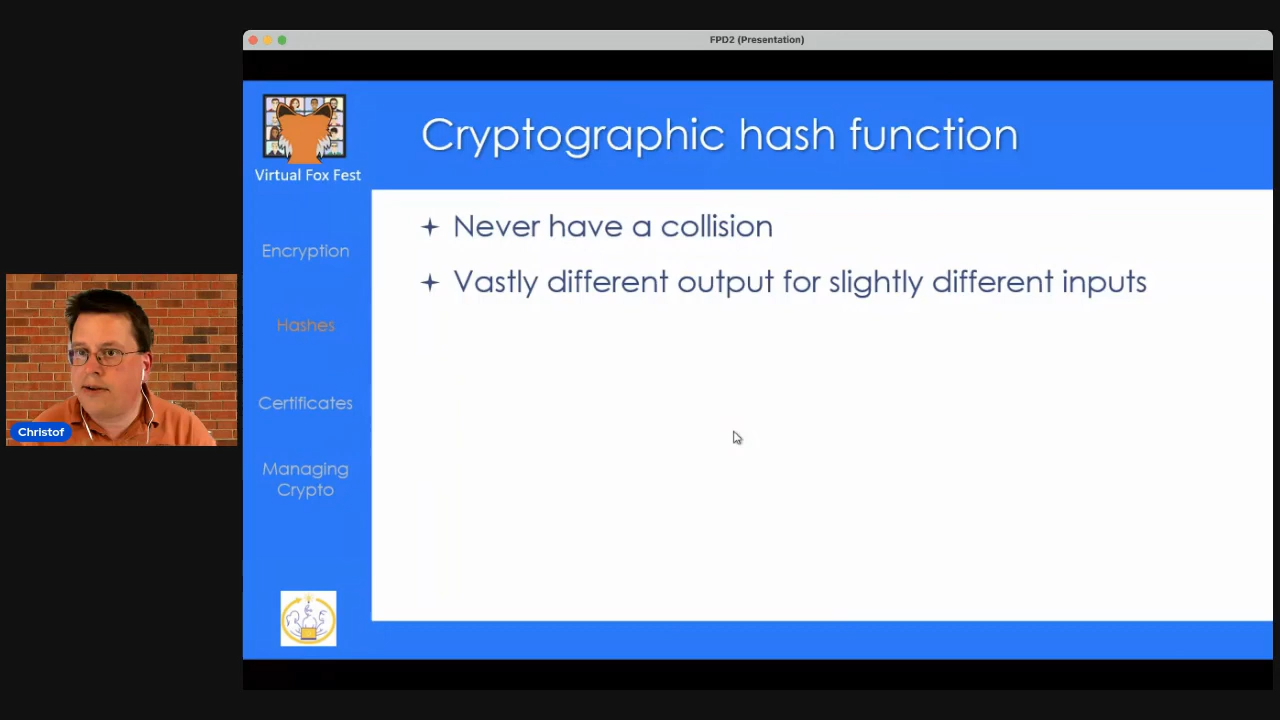 FPD2 (Presentation)
Cryptographic hash function
Virtual Fox Fest
Never have a collision
Vastly different output for slightly different inputs
Encryption
Hashes
Certificates
Managing
Crypto
Christof